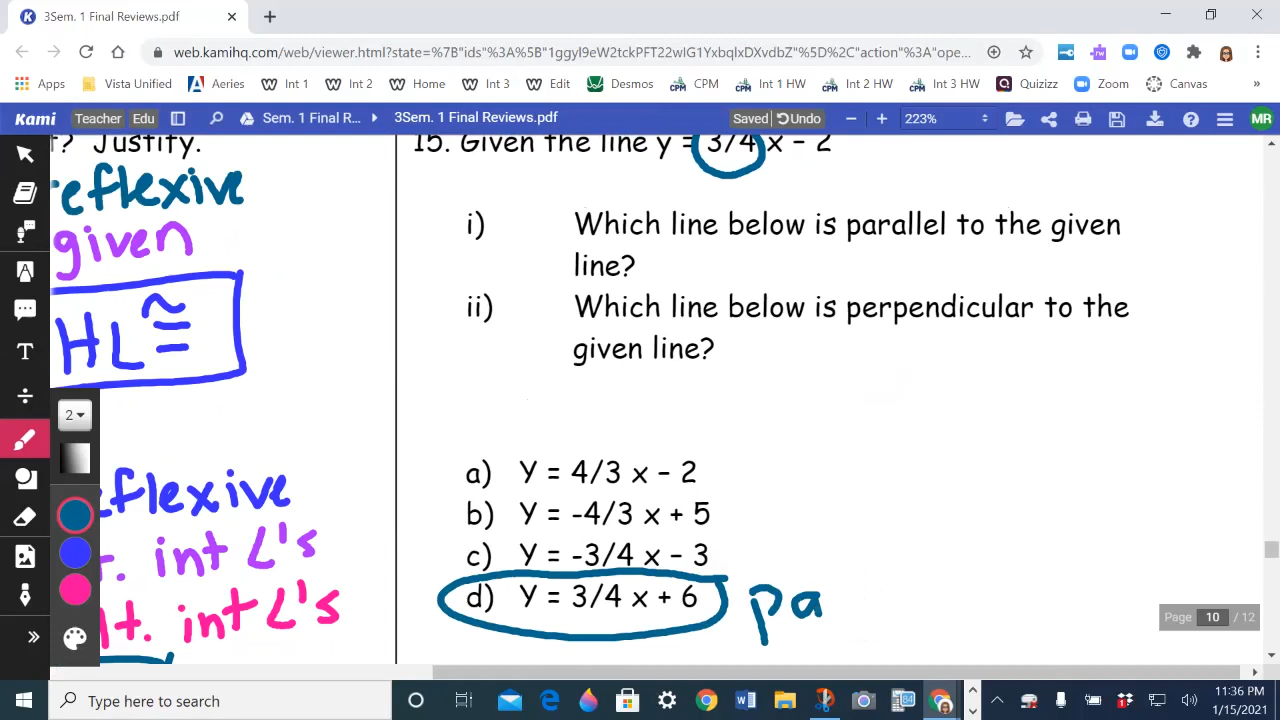 3Sem. 1 Final Reviews.pdf
web.kamihq.com/web/viewer.html?state=%7B"ids"%3A%5B"1ggyI9eW2tckPFT22wlG1YsxtqlxDXvdbZ"%5D%2C"action"%3A"ope...
Apps Vista Unified Aeries Int 1 Int 2 Home Int 3 Edit Desmos CPM Int 1 HW Int 2 HW Int 3 HW Quizizz Zoom Canvas »
Kami Teacher Edu Sem. 1 Final R... 3Sem. 1 Final Reviews.pdf Saved Undo 223% MR
Justify.
reflexive
given
HL ≅
flexive
int L's
lt. int L's
15. Given the line y = 3/4 x - 2
i) Which line below is parallel to the given
line?
ii) Which line below is perpendicular to the
given line?
a) Y = 4/3 x - 2
b) Y = -4/3 x + 5
c) Y = -3/4 x - 3
d) Y = 3/4 x + 6 pa
2
Page 10 / 12
Type here to search
11:36 PM
1/15/2021